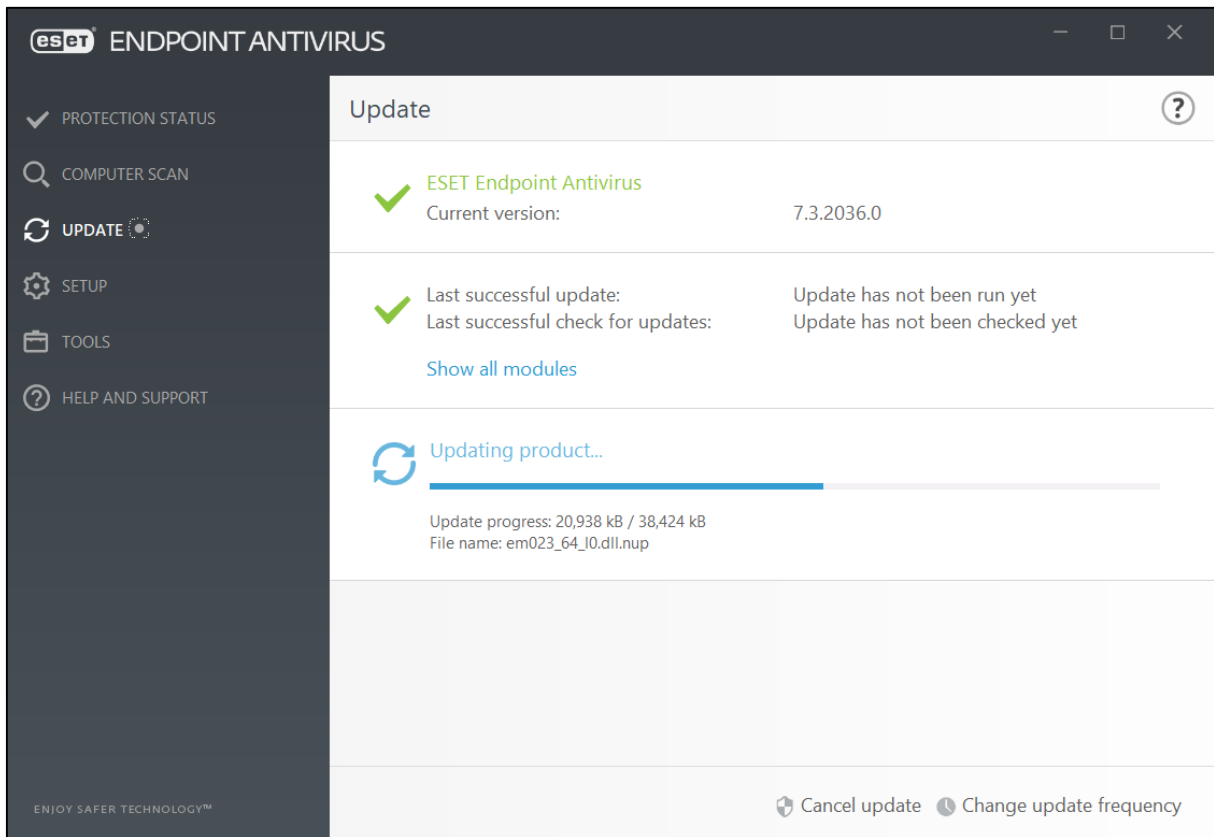 eset ENDPOINT ANTIVIRUS
PROTECTION STATUS
COMPUTER SCAN
UPDATE
SETUP
TOOLS
HELP AND SUPPORT
ENJOY SAFER TECHNOLOGY™
Update
?
ESET Endpoint Antivirus
Current version: 7.3.2036.0
Last successful update: Update has not been run yet
Last successful check for updates: Update has not been checked yet
Show all modules
Updating product...
Update progress: 20,938 kB / 38,424 kB
File name: em023_64_l0.dll.nup
Cancel update Change update frequency